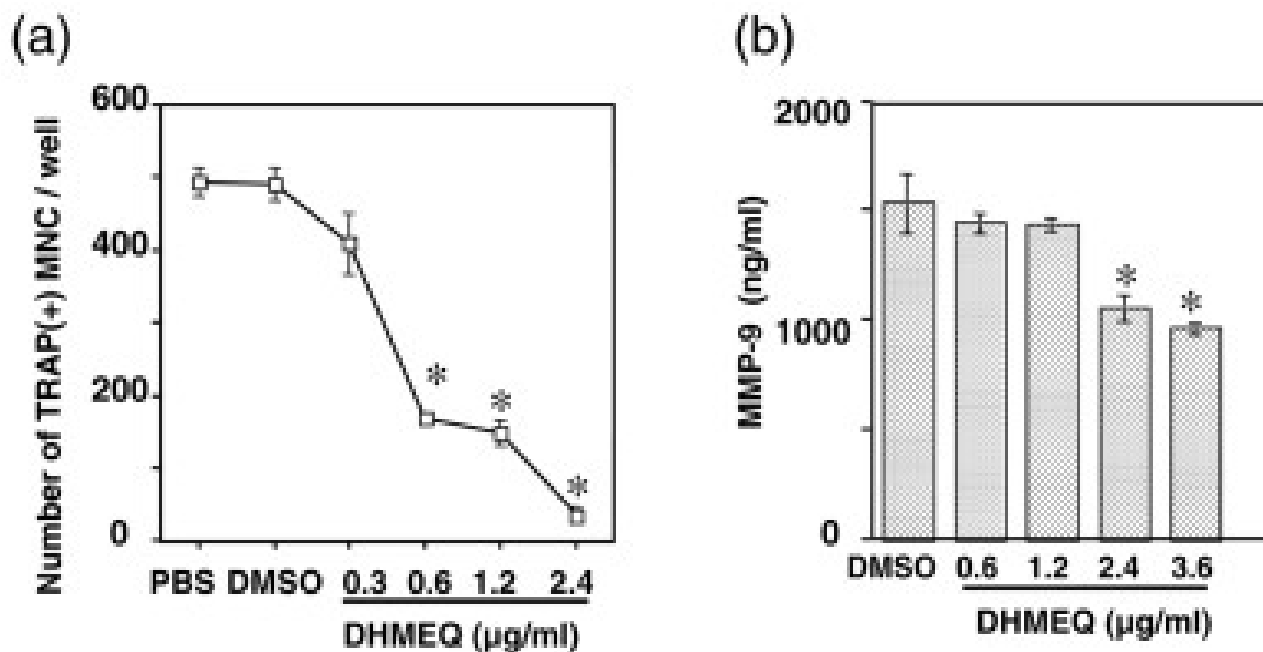 (a)
Number of TRAP(+) MNC / well
600
400
200
0
*
*
*
PBS DMSO 0.3 0.6 1.2 2.4
DHMEQ (µg/ml)
(b)
MMP-9 (ng/ml)
2000
1000
0
*
*
DMSO 0.6 1.2 2.4 3.6
DHMEQ (µg/ml)